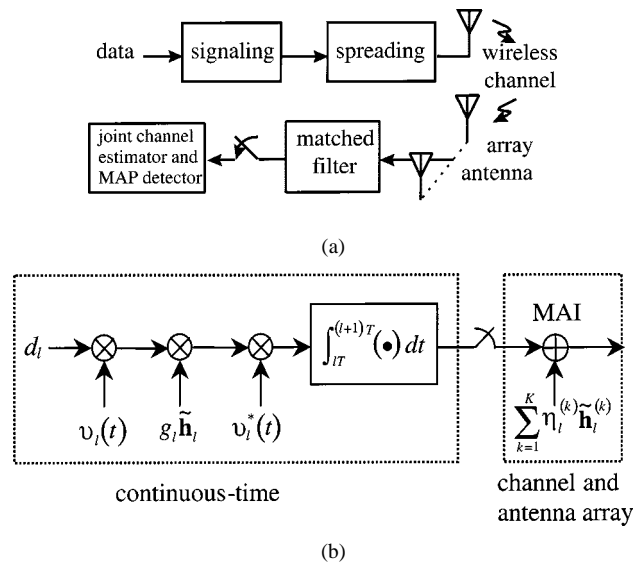 data
signaling
spreading
wireless
channel
joint channel
estimator and
MAP detector
matched
filter
array
antenna
(a)
d_l
υ_l(t)
g_l h̃_l
υ_l^*(t)
∫_{lT}^{(l+1)T} (•) dt
MAI
∑_{k=1}^{K} η_l^{(k)} h̃_l^{(k)}
continuous-time
channel and
antenna array
(b)